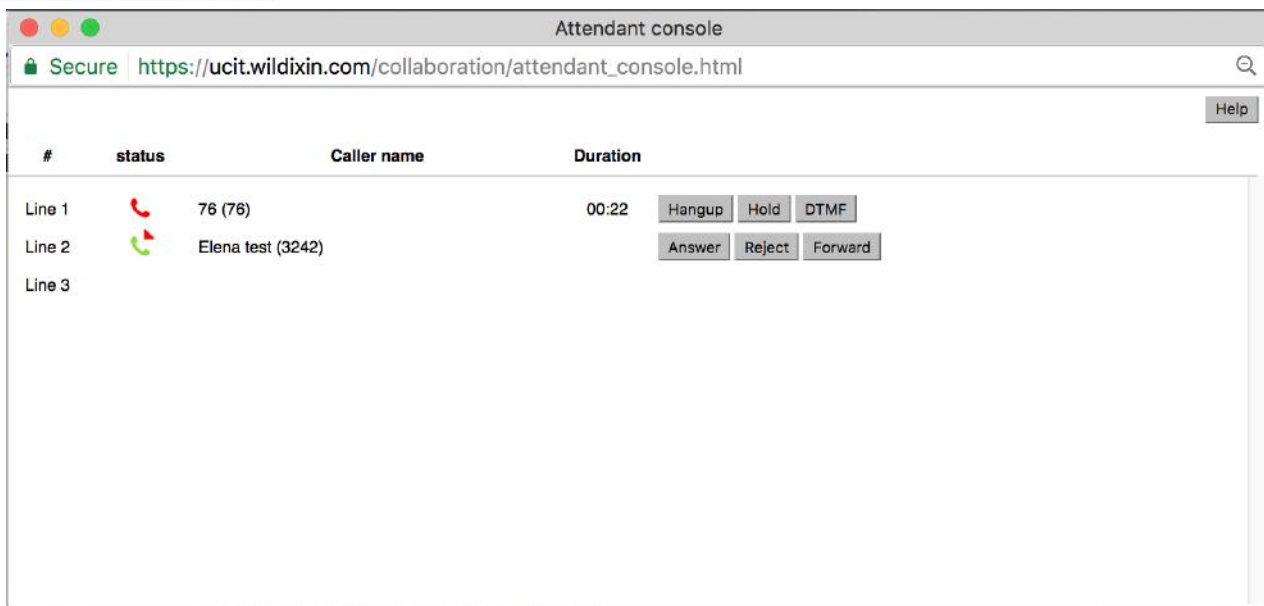 Attendant console
Secure https://ucit.wildixin.com/collaboration/attendant_console.html
Help
# status Caller name Duration
Line 1 76 (76) 00:22 Hangup Hold DTMF
Line 2 Elena test (3242) Answer Reject Forward
Line 3